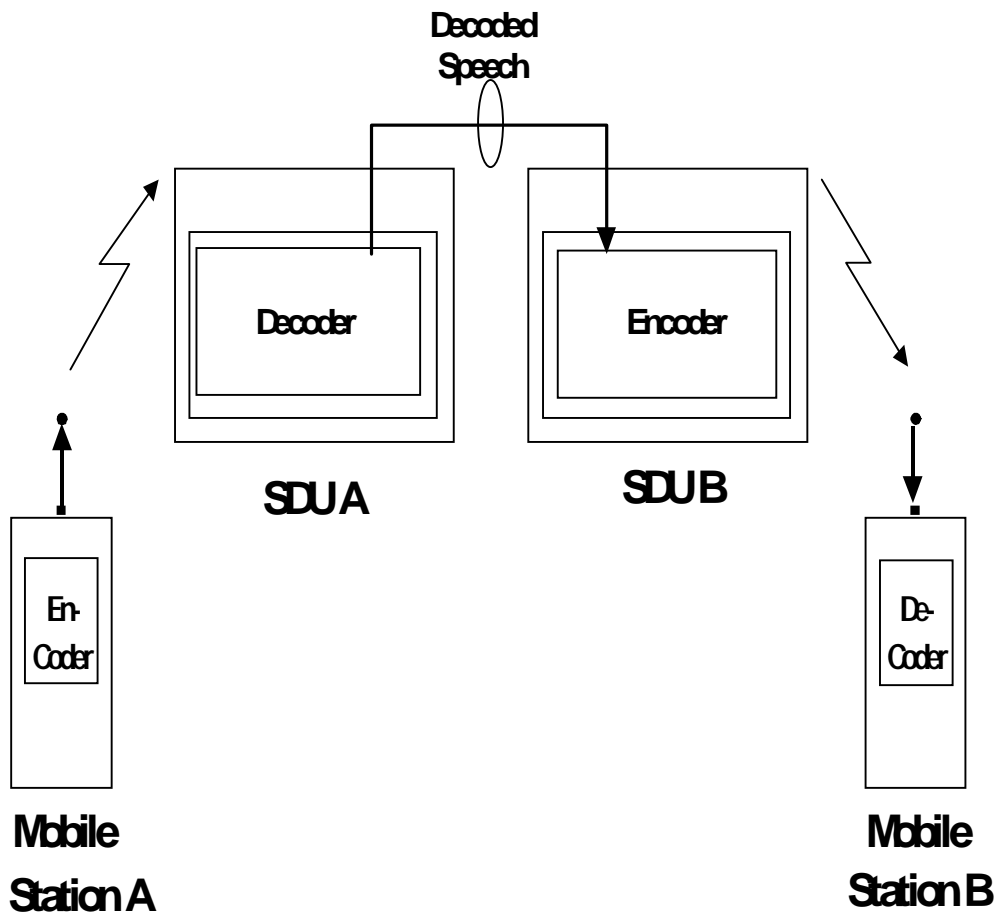 Decoded
Speech
Decoder
Encoder
SDU A
SDU B
En-
Coder
De-
Coder
Mobile
Station A
Mobile
Station B